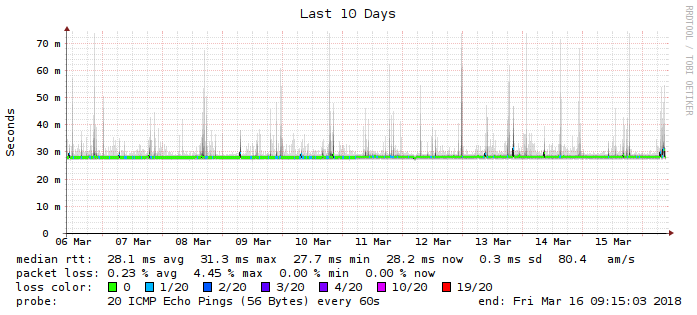 Last 10 Days
RRDTOOL / TOBI OETIKER
Seconds
70 m
60 m
50 m
40 m
30 m
20 m
10 m
0
06 Mar 07 Mar 08 Mar 09 Mar 10 Mar 11 Mar 12 Mar 13 Mar 14 Mar 15 Mar
median rtt: 28.1 ms avg 31.3 ms max 27.7 ms min 28.2 ms now 0.3 ms sd 80.4 am/s
packet loss: 0.23 % avg 4.45 % max 0.00 % min 0.00 % now
loss color: 0 1/20 2/20 3/20 4/20 10/20 19/20
probe: 20 ICMP Echo Pings (56 Bytes) every 60s end: Fri Mar 16 09:15:03 2018